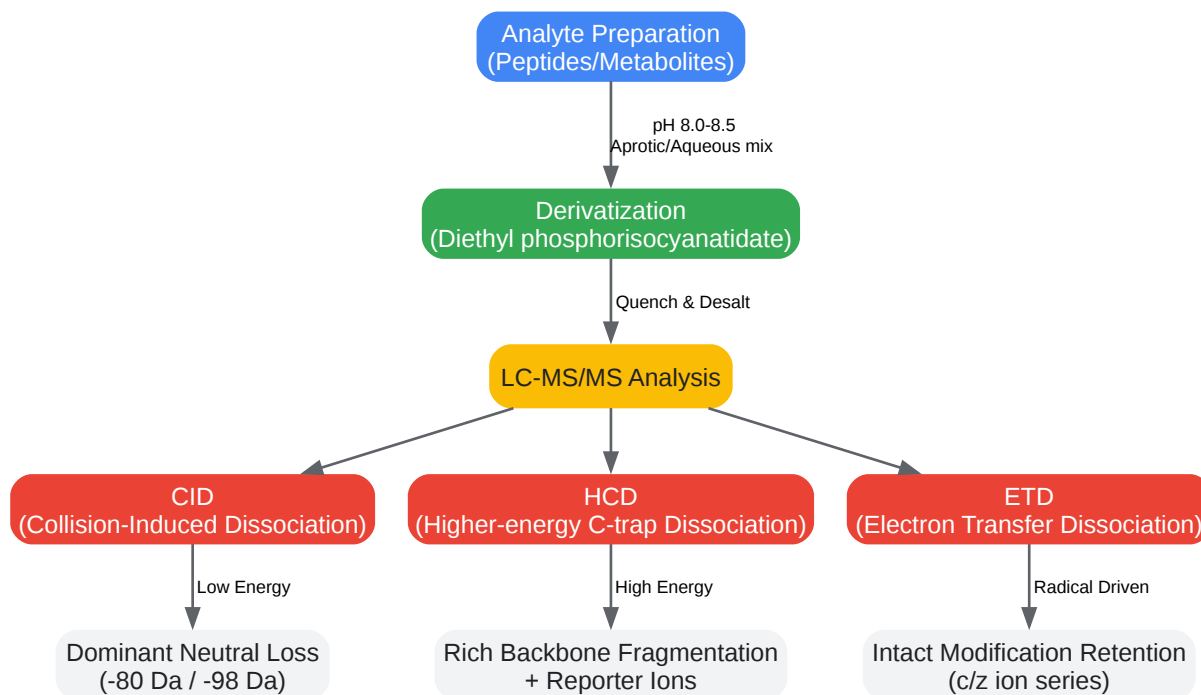 Analyte Preparation
(Peptides/Metabolites)
pH 8.0-8.5
Aprotic/Aqueous mix
Derivatization
(Diethyl phosphorisocyanatidate)
Quench & Desalt
LC-MS/MS Analysis
CID
(Collision-Induced Dissociation)
HCD
(Higher-energy C-trap Dissociation)
ETD
(Electron Transfer Dissociation)
Low Energy
High Energy
Radical Driven
Dominant Neutral Loss
(-80 Da / -98 Da)
Rich Backbone Fragmentation
+ Reporter Ions
Intact Modification Retention
(c/z ion series)